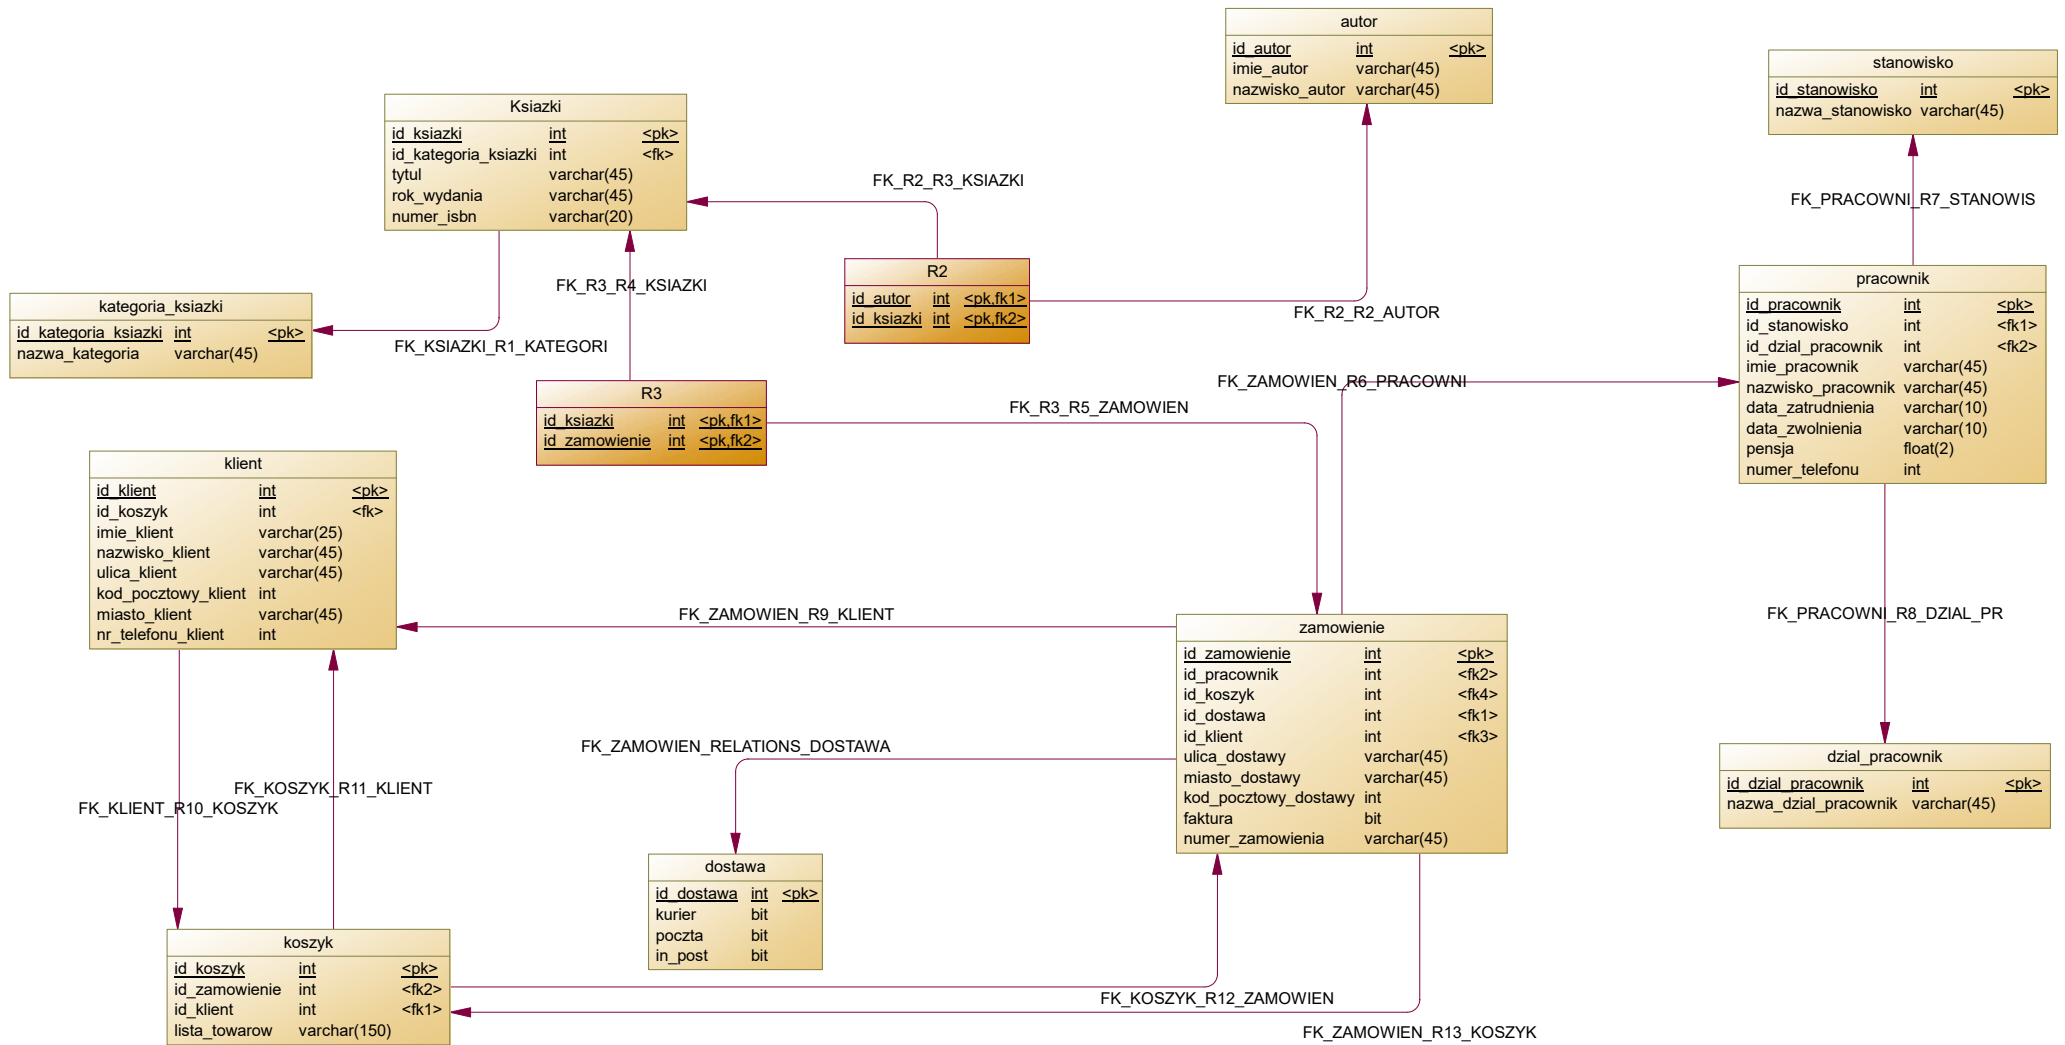 autor
id_autor int <pk>
imie_autor varchar(45)
nazwisko_autor varchar(45)
stanowisko
id_stanowisko int <pk>
nazwa_stanowisko varchar(45)
Ksiazki
id_ksiazki int <pk>
id_kategoria_ksiazki int <fk>
tytul varchar(45)
rok_wydania varchar(45)
numer_isbn varchar(20)
FK_R2_R3_KSIAZKI
FK_PRACOWNI_R7_STANOWIS
R2
id_autor int <pk,fk1>
id_ksiazki int <pk,fk2>
FK_R2_R2_AUTOR
FK_R3_R4_KSIAZKI
kategoria_ksiazki
id_kategoria_ksiazki int <pk>
nazwa_kategoria varchar(45)
FK_KSIAZKI_R1_KATEGORI
pracownik
id_pracownik int <pk>
id_stanowisko int <fk1>
id_dzial_pracownik int <fk2>
imie_pracownik varchar(45)
nazwisko_pracownik varchar(45)
data_zatrudnienia varchar(10)
data_zwolnienia varchar(10)
pensja float(2)
numer_telefonu int
FK_ZAMOWIEN_R6_PRACOWNI
R3
id_ksiazki int <pk,fk1>
id_zamowienie int <pk,fk2>
FK_R3_R5_ZAMOWIEN
klient
id_klient int <pk>
id_koszyk int <fk>
imie_klient varchar(25)
nazwisko_klient varchar(45)
ulica_klient varchar(45)
kod_pocztowy_klient int
miasto_klient varchar(45)
nr_telefonu_klient int
FK_ZAMOWIEN_R9_KLIENT
FK_PRACOWNI_R8_DZIAL_PR
zamowienie
id_zamowienie int <pk>
id_pracownik int <fk2>
id_koszyk int <fk4>
id_dostawa int <fk1>
id_klient int <fk3>
ulica_dostawy varchar(45)
miasto_dostawy varchar(45)
kod_pocztowy_dostawy int
faktura bit
numer_zamowienia varchar(45)
FK_ZAMOWIEN_RELATIONS_DOSTAWA
dzial_pracownik
id_dzial_pracownik int <pk>
nazwa_dzial_pracownik varchar(45)
FK_KOSZYK_R11_KLIENT
FK_KLIENT_R10_KOSZYK
dostawa
id_dostawa int <pk>
kurier bit
poczta bit
in_post bit
koszyk
id_koszyk int <pk>
id_zamowienie int <fk2>
id_klient int <fk1>
lista_towarow varchar(150)
FK_KOSZYK_R12_ZAMOWIEN
FK_ZAMOWIEN_R13_KOSZYK